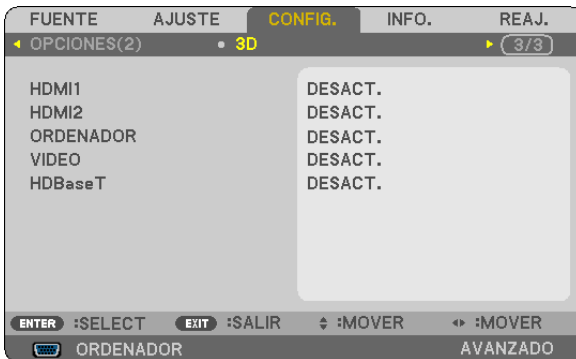 FUENTE AJUSTE CONFIG. INFO. REAJ.
OPCIONES(2) 3D 3/3
HDMI1 DESACT.
HDMI2 DESACT.
ORDENADOR DESACT.
VIDEO DESACT.
HDBaseT DESACT.
ENTER :SELECT EXIT :SALIR :MOVER :MOVER
ORDENADOR AVANZADO